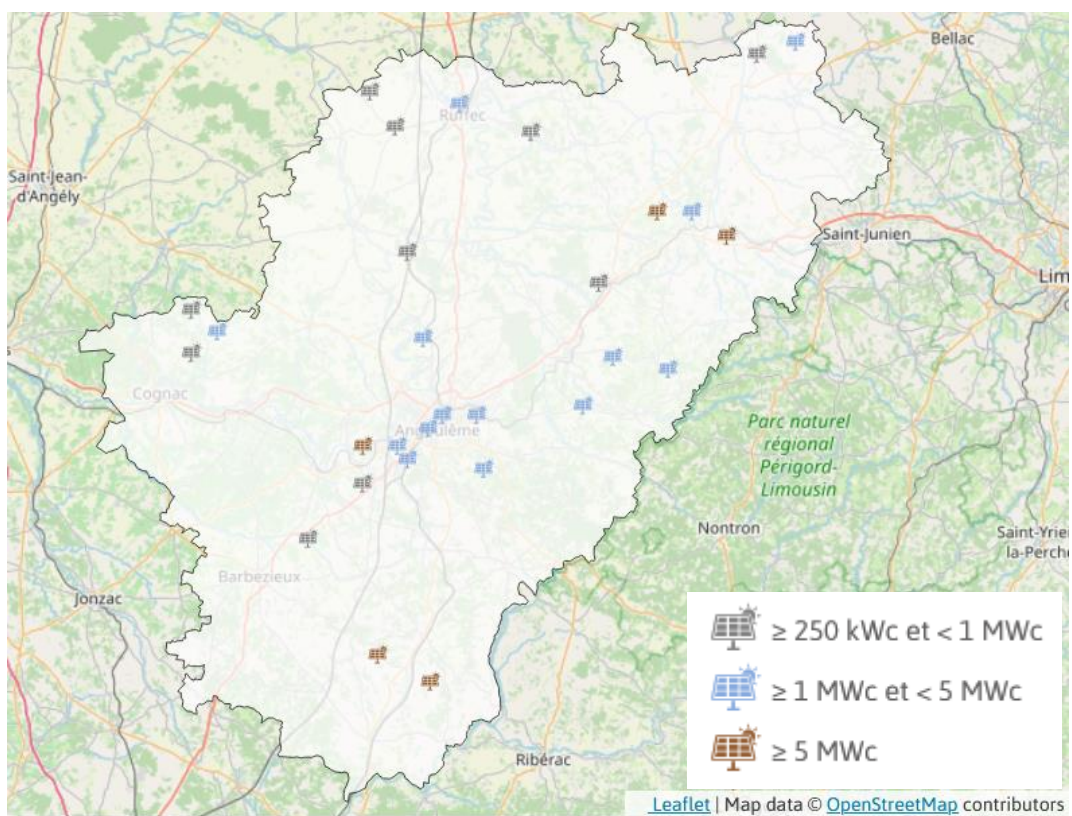 Bellac
Ruffec
Saint-Jean-
d'Angély
Saint-Junien
Lim
s
Cognac
Angoulême
Parc naturel
régional
Périgord-
Limousin
Nontron
Saint-Yrie
la-Perche
Barbezieux
Jonzac
Ribérac
≥ 250 kWc et < 1 MWc
≥ 1 MWc et < 5 MWc
≥ 5 MWc
Leaflet | Map data © OpenStreetMap contributors